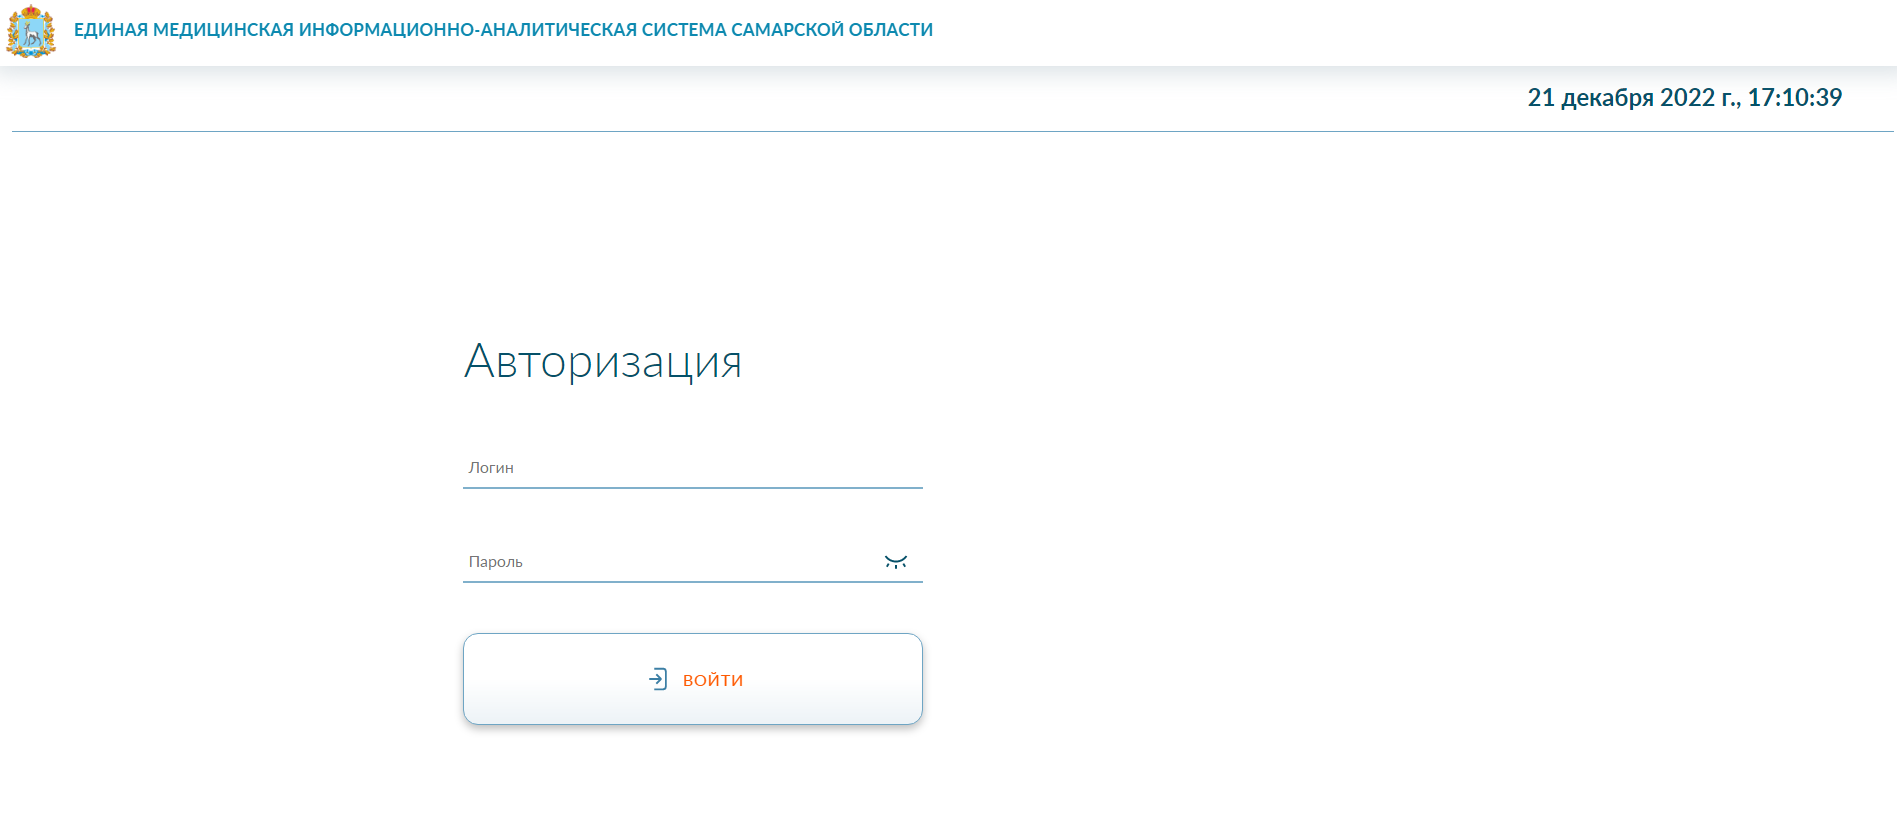 ЕДИНАЯ МЕДИЦИНСКАЯ ИНФОРМАЦИОННО-АНАЛИТИЧЕСКАЯ СИСТЕМА САМАРСКОЙ ОБЛАСТИ
21 декабря 2022 г., 17:10:39
Авторизация
Логин
Пароль
ВОЙТИ